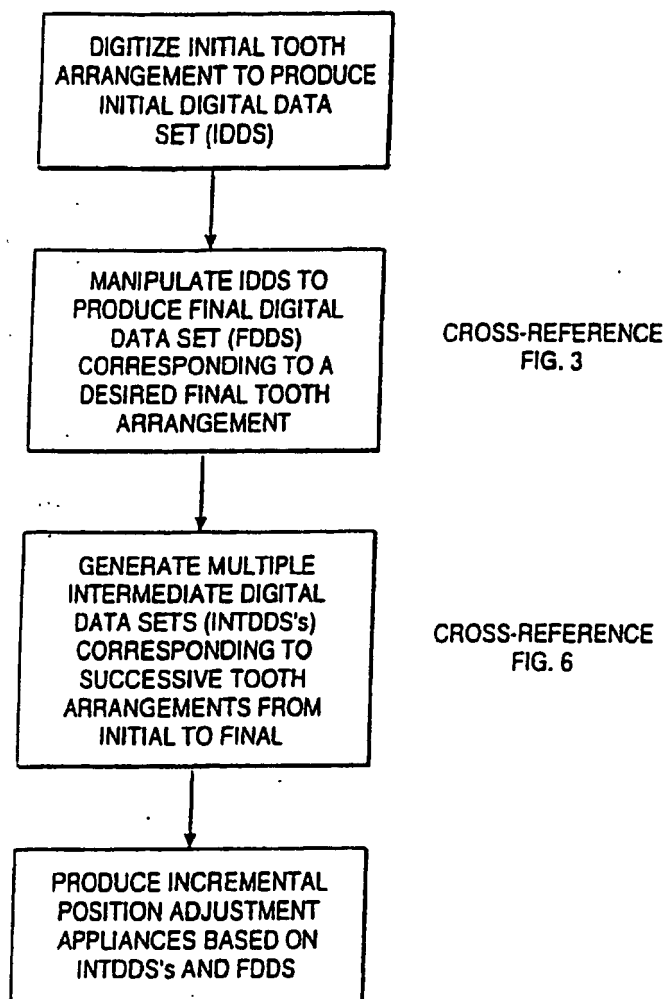 DIGITIZE INITIAL TOOTH
ARRANGEMENT TO PRODUCE
INITIAL DIGITAL DATA
SET (IDDS)
MANIPULATE IDDS TO
PRODUCE FINAL DIGITAL
DATA SET (FDDS)
CORRESPONDING TO A
DESIRED FINAL TOOTH
ARRANGEMENT
CROSS-REFERENCE
FIG. 3
GENERATE MULTIPLE
INTERMEDIATE DIGITAL
DATA SETS (INTDDS's)
CORRESPONDING TO
SUCCESSIVE TOOTH
ARRANGEMENTS FROM
INITIAL TO FINAL
CROSS-REFERENCE
FIG. 6
PRODUCE INCREMENTAL
POSITION ADJUSTMENT
APPLIANCES BASED ON
INTDDS's AND FDDS